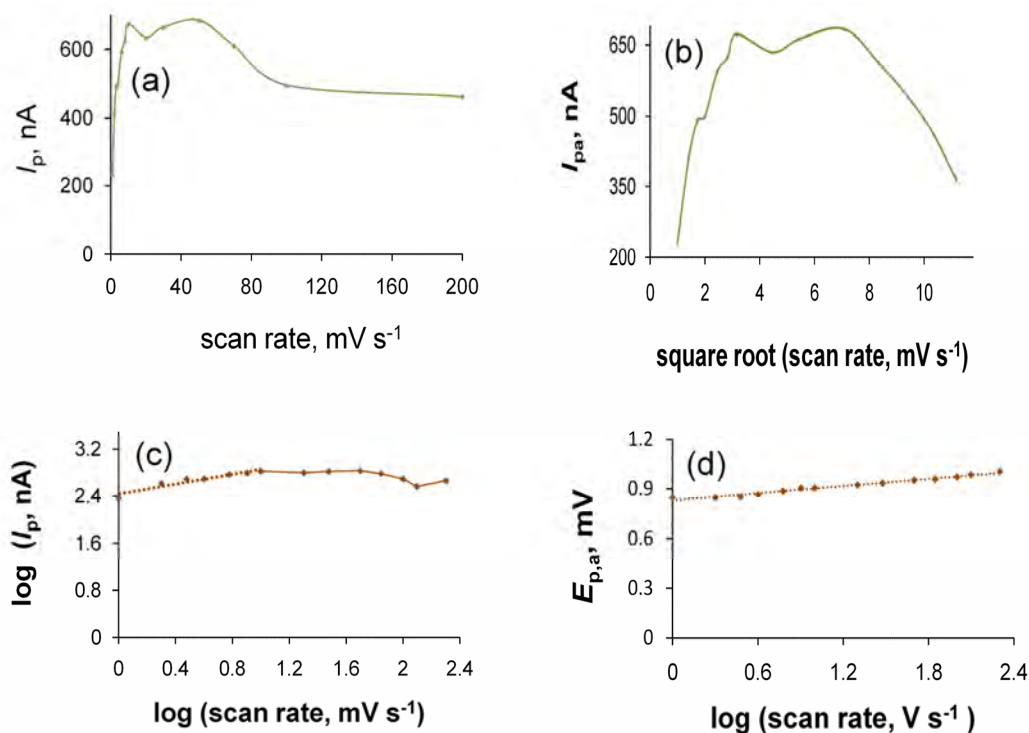 (a)
I_p, nA
600
400
200
0
0 40 80 120 160 200
scan rate, mV s⁻¹
(b)
I_pa, nA
650
500
350
200
0 2 4 6 8 10
square root (scan rate, mV s⁻¹)
(c)
log (I_p, nA)
3.2
2.4
1.6
0.8
0
0 0.4 0.8 1.2 1.6 2 2.4
log (scan rate, mV s⁻¹)
(d)
E_p,a, mV
1.2
0.9
0.6
0.3
0
0 0.6 1.2 1.8 2.4
log (scan rate, V s⁻¹ )